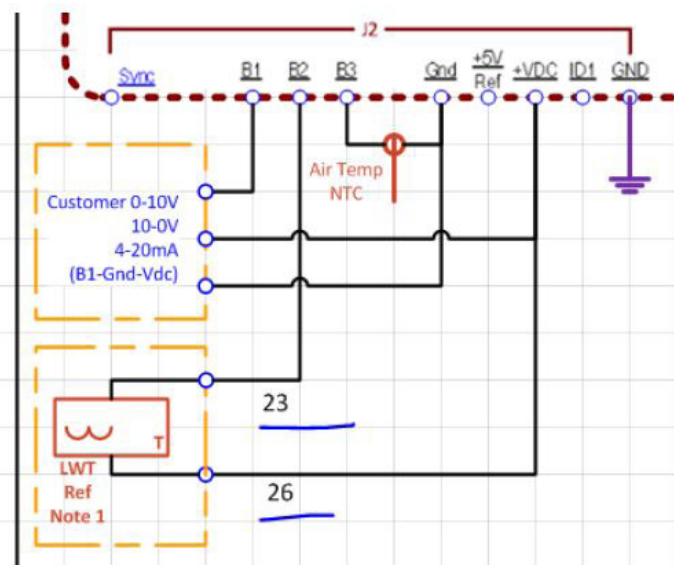 J2
Sync
B1
B2
B3
Gnd
+5V
Ref
+VDC
ID1
GND
Air Temp
NTC
Customer 0-10V
10-0V
4-20mA
(B1-Gnd-Vdc)
23
T
LWT
Ref
Note 1
26